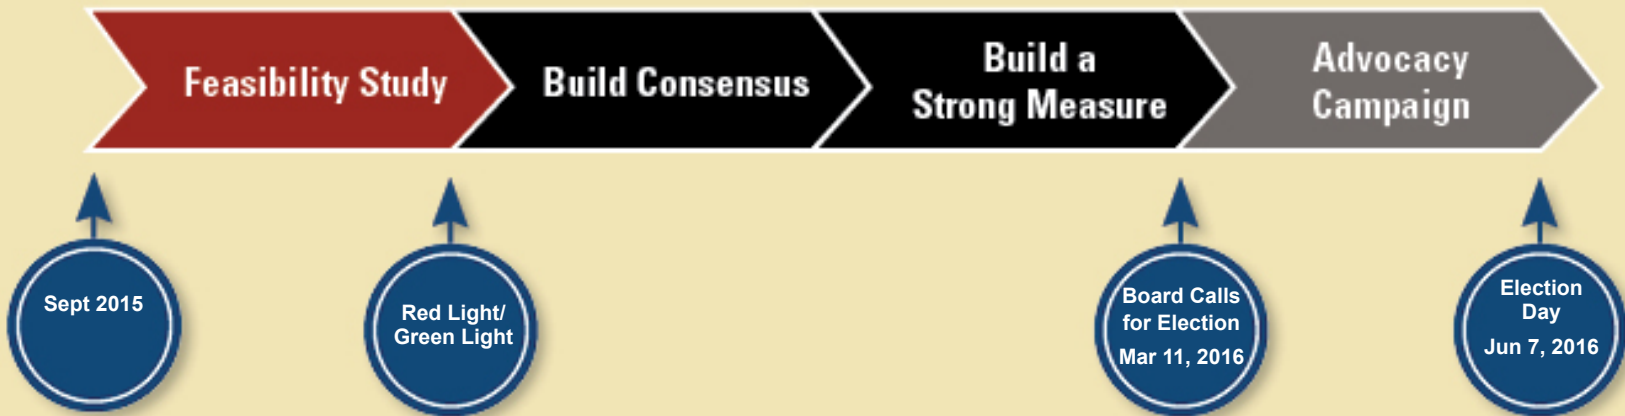 Feasibility Study
Build Consensus
Build a
Strong Measure
Advocacy
Campaign
Sept 2015
Red Light/
Green Light
Board Calls
for Election
Mar 11, 2016
Election
Day
Jun 7, 2016